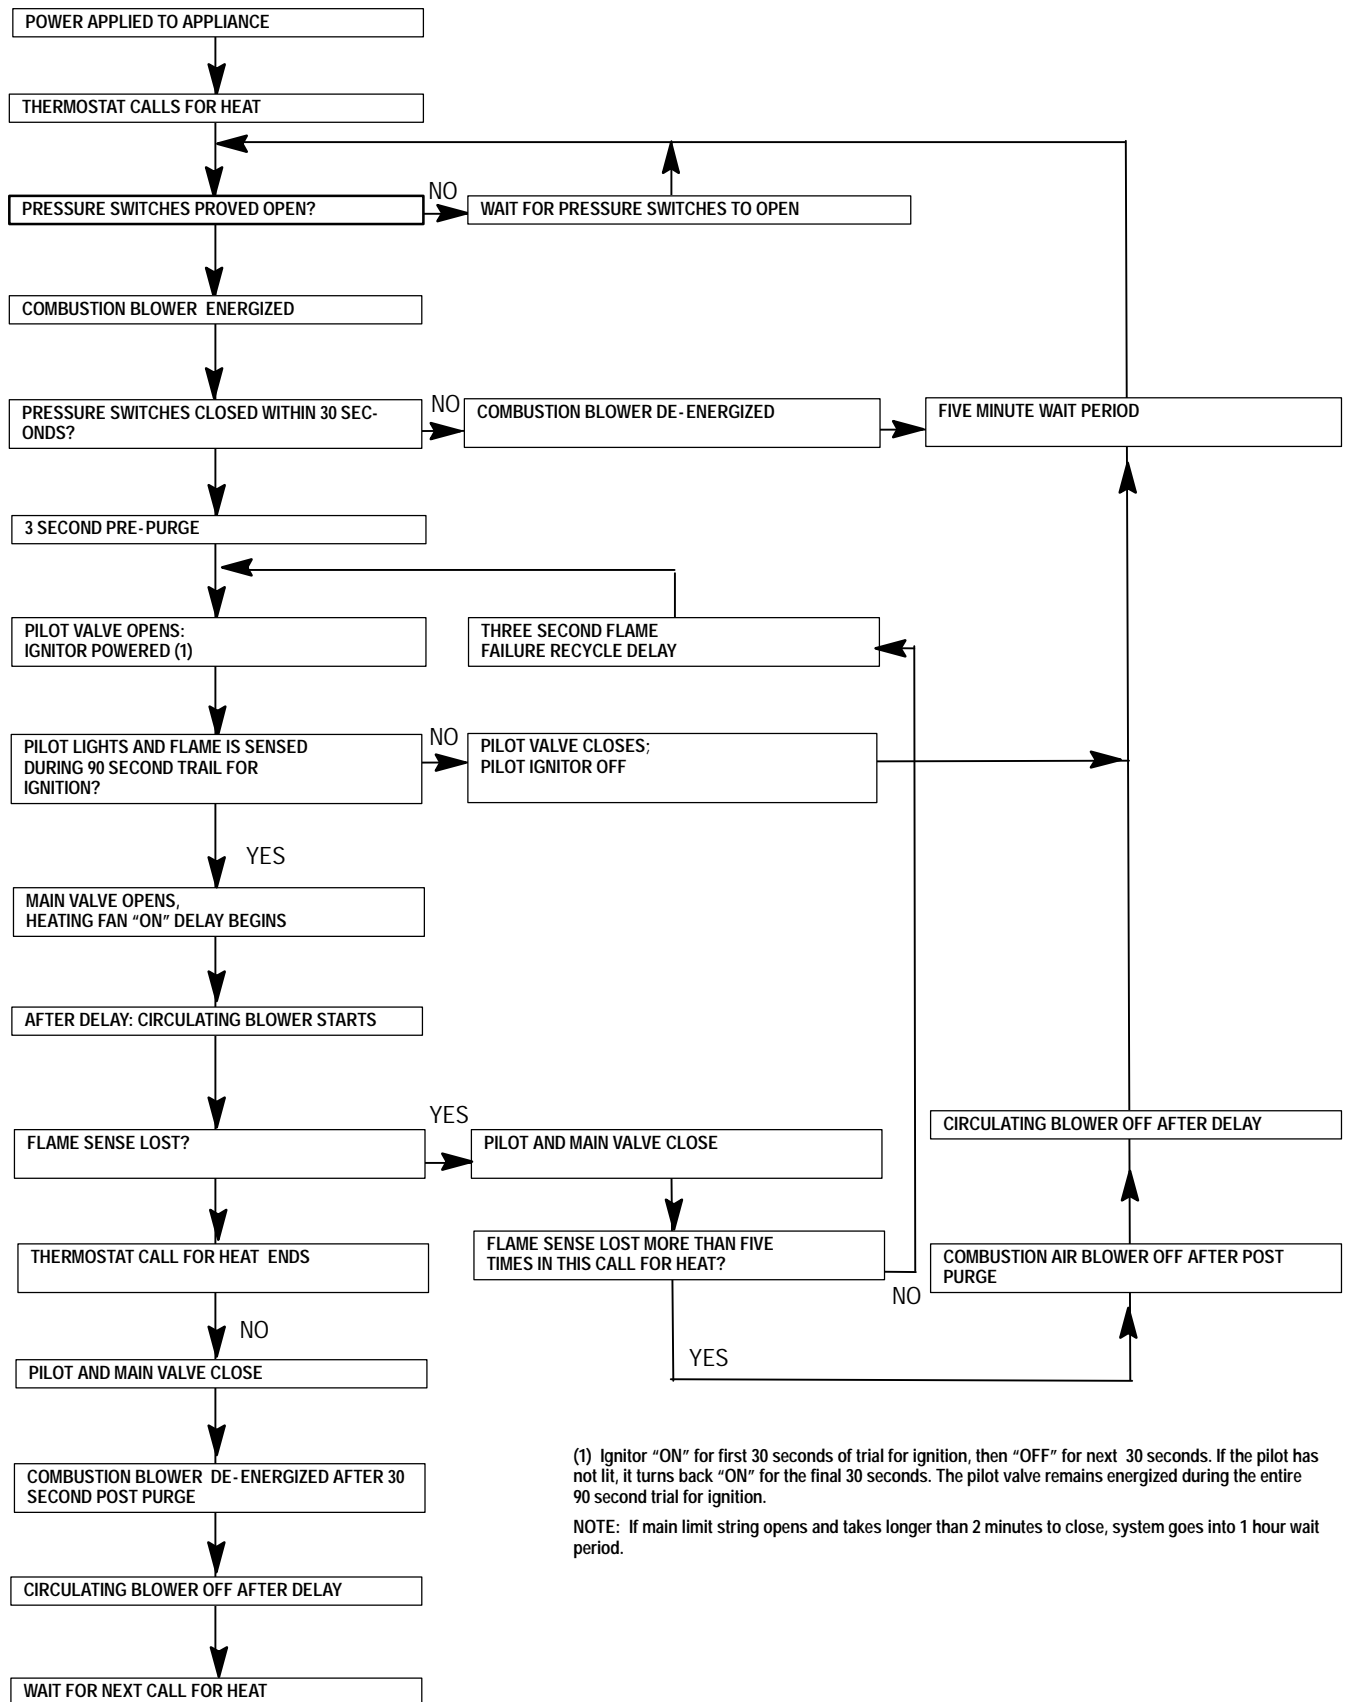 POWER APPLIED TO APPLIANCE
THERMOSTAT CALLS FOR HEAT
PRESSURE SWITCHES PROVED OPEN?
NO
WAIT FOR PRESSURE SWITCHES TO OPEN
COMBUSTION BLOWER ENERGIZED
PRESSURE SWITCHES CLOSED WITHIN 30 SEC-
ONDS?
NO
COMBUSTION BLOWER DE-ENERGIZED
FIVE MINUTE WAIT PERIOD
3 SECOND PRE-PURGE
PILOT VALVE OPENS:
IGNITOR POWERED (1)
THREE SECOND FLAME
FAILURE RECYCLE DELAY
PILOT LIGHTS AND FLAME IS SENSED
DURING 90 SECOND TRAIL FOR
IGNITION?
NO
PILOT VALVE CLOSES;
PILOT IGNITOR OFF
YES
MAIN VALVE OPENS,
HEATING FAN “ON” DELAY BEGINS
AFTER DELAY: CIRCULATING BLOWER STARTS
FLAME SENSE LOST?
YES
PILOT AND MAIN VALVE CLOSE
CIRCULATING BLOWER OFF AFTER DELAY
THERMOSTAT CALL FOR HEAT ENDS
FLAME SENSE LOST MORE THAN FIVE
TIMES IN THIS CALL FOR HEAT?
NO
COMBUSTION AIR BLOWER OFF AFTER POST
PURGE
NO
YES
PILOT AND MAIN VALVE CLOSE
COMBUSTION BLOWER DE-ENERGIZED AFTER 30
SECOND POST PURGE
CIRCULATING BLOWER OFF AFTER DELAY
WAIT FOR NEXT CALL FOR HEAT
(1) Ignitor “ON” for first 30 seconds of trial for ignition, then “OFF” for next 30 seconds. If the pilot has
not lit, it turns back “ON” for the final 30 seconds. The pilot valve remains energized during the entire
90 second trial for ignition.
NOTE: If main limit string opens and takes longer than 2 minutes to close, system goes into 1 hour wait
period.